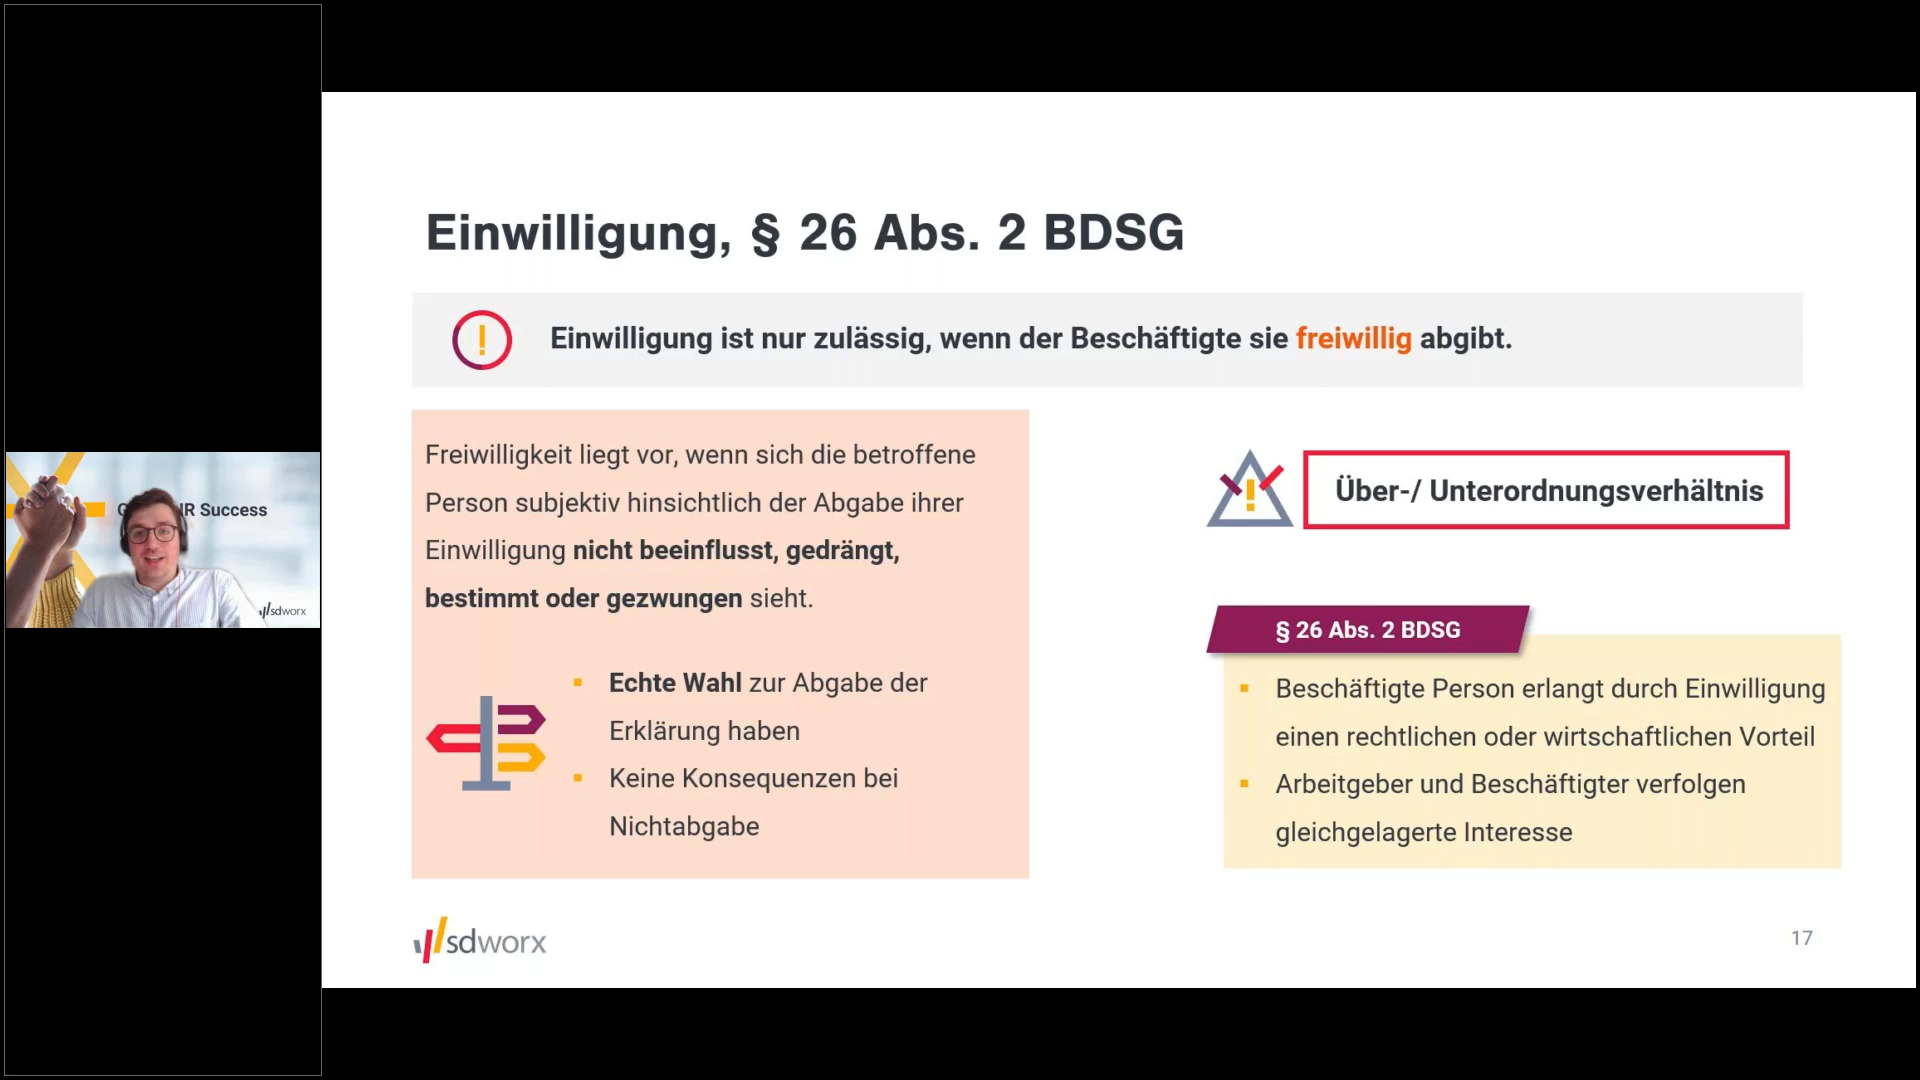 Einwilligung, § 26 Abs. 2 BDSG
Einwilligung ist nur zulässig, wenn der Beschäftigte sie freiwillig abgibt.
Freiwilligkeit liegt vor, wenn sich die betroffene
Person subjektiv hinsichtlich der Abgabe ihrer
Einwilligung nicht beeinflusst, gedrängt,
bestimmt oder gezwungen sieht.
Echte Wahl zur Abgabe der
Erklärung haben
Keine Konsequenzen bei
Nichtabgabe
Über-/ Unterordnungsverhältnis
§ 26 Abs. 2 BDSG
Beschäftigte Person erlangt durch Einwilligung
einen rechtlichen oder wirtschaftlichen Vorteil
Arbeitgeber und Beschäftigter verfolgen
gleichgelagerte Interesse
sdworx
17
Success
sdworx